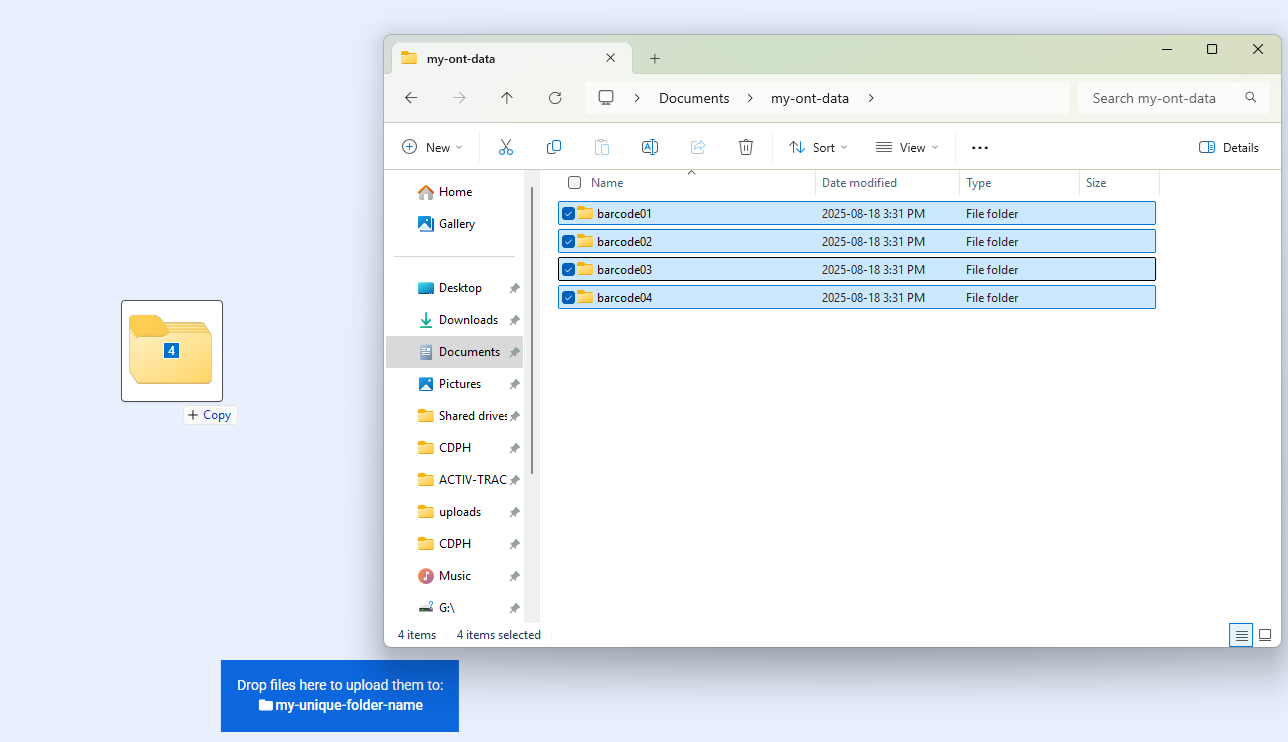 my-ont-data
Documents
my-ont-data
Search my-ont-data
New
Sort
View
Details
Home
Gallery
Desktop
Downloads
Documents
Pictures
Shared drives
CDPH
ACTIV-TRAC
uploads
CDPH
Music
G:\
Name Date modified Type Size
barcode01 2025-08-18 3:31 PM File folder
barcode02 2025-08-18 3:31 PM File folder
barcode03 2025-08-18 3:31 PM File folder
barcode04 2025-08-18 3:31 PM File folder
4 items 4 items selected
4
+ Copy
Drop files here to upload them to:
my-unique-folder-name